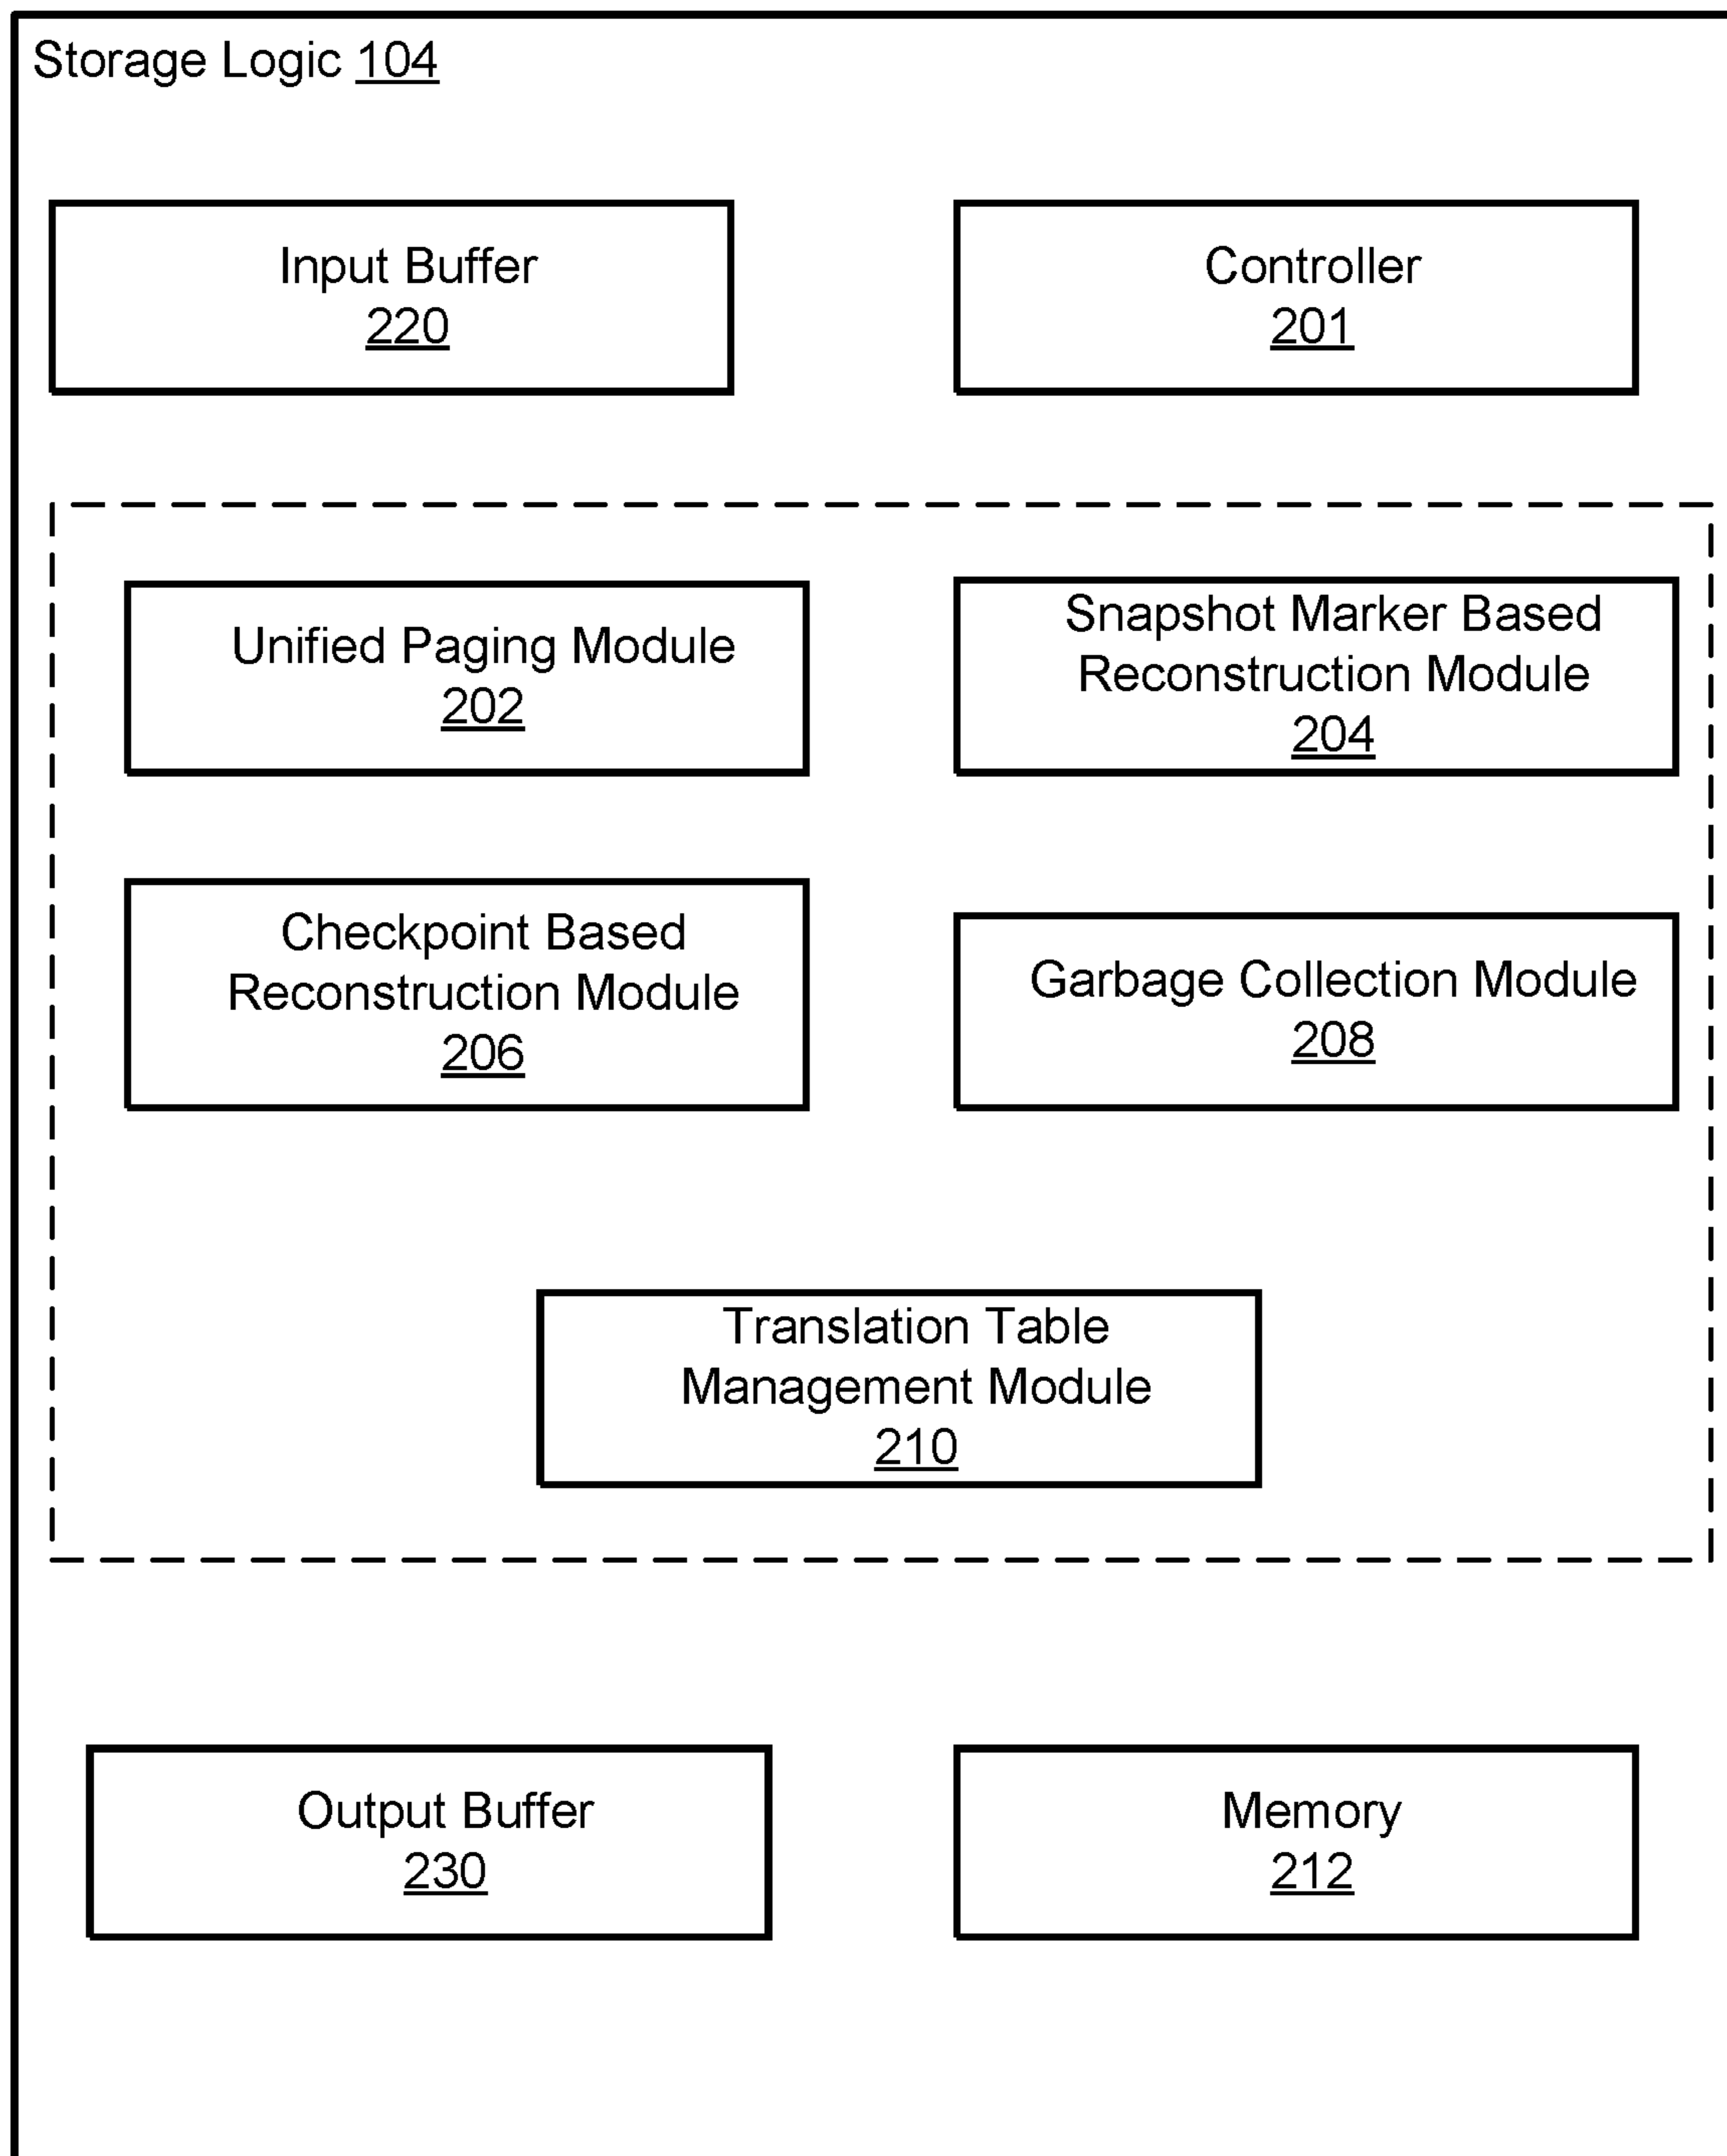 Storage Logic 104
Input Buffer
220
Controller
201
Unified Paging Module
202
Snapshot Marker Based
Reconstruction Module
204
Checkpoint Based
Reconstruction Module
206
Garbage Collection Module
208
Translation Table
Management Module
210
Output Buffer
230
Memory
212